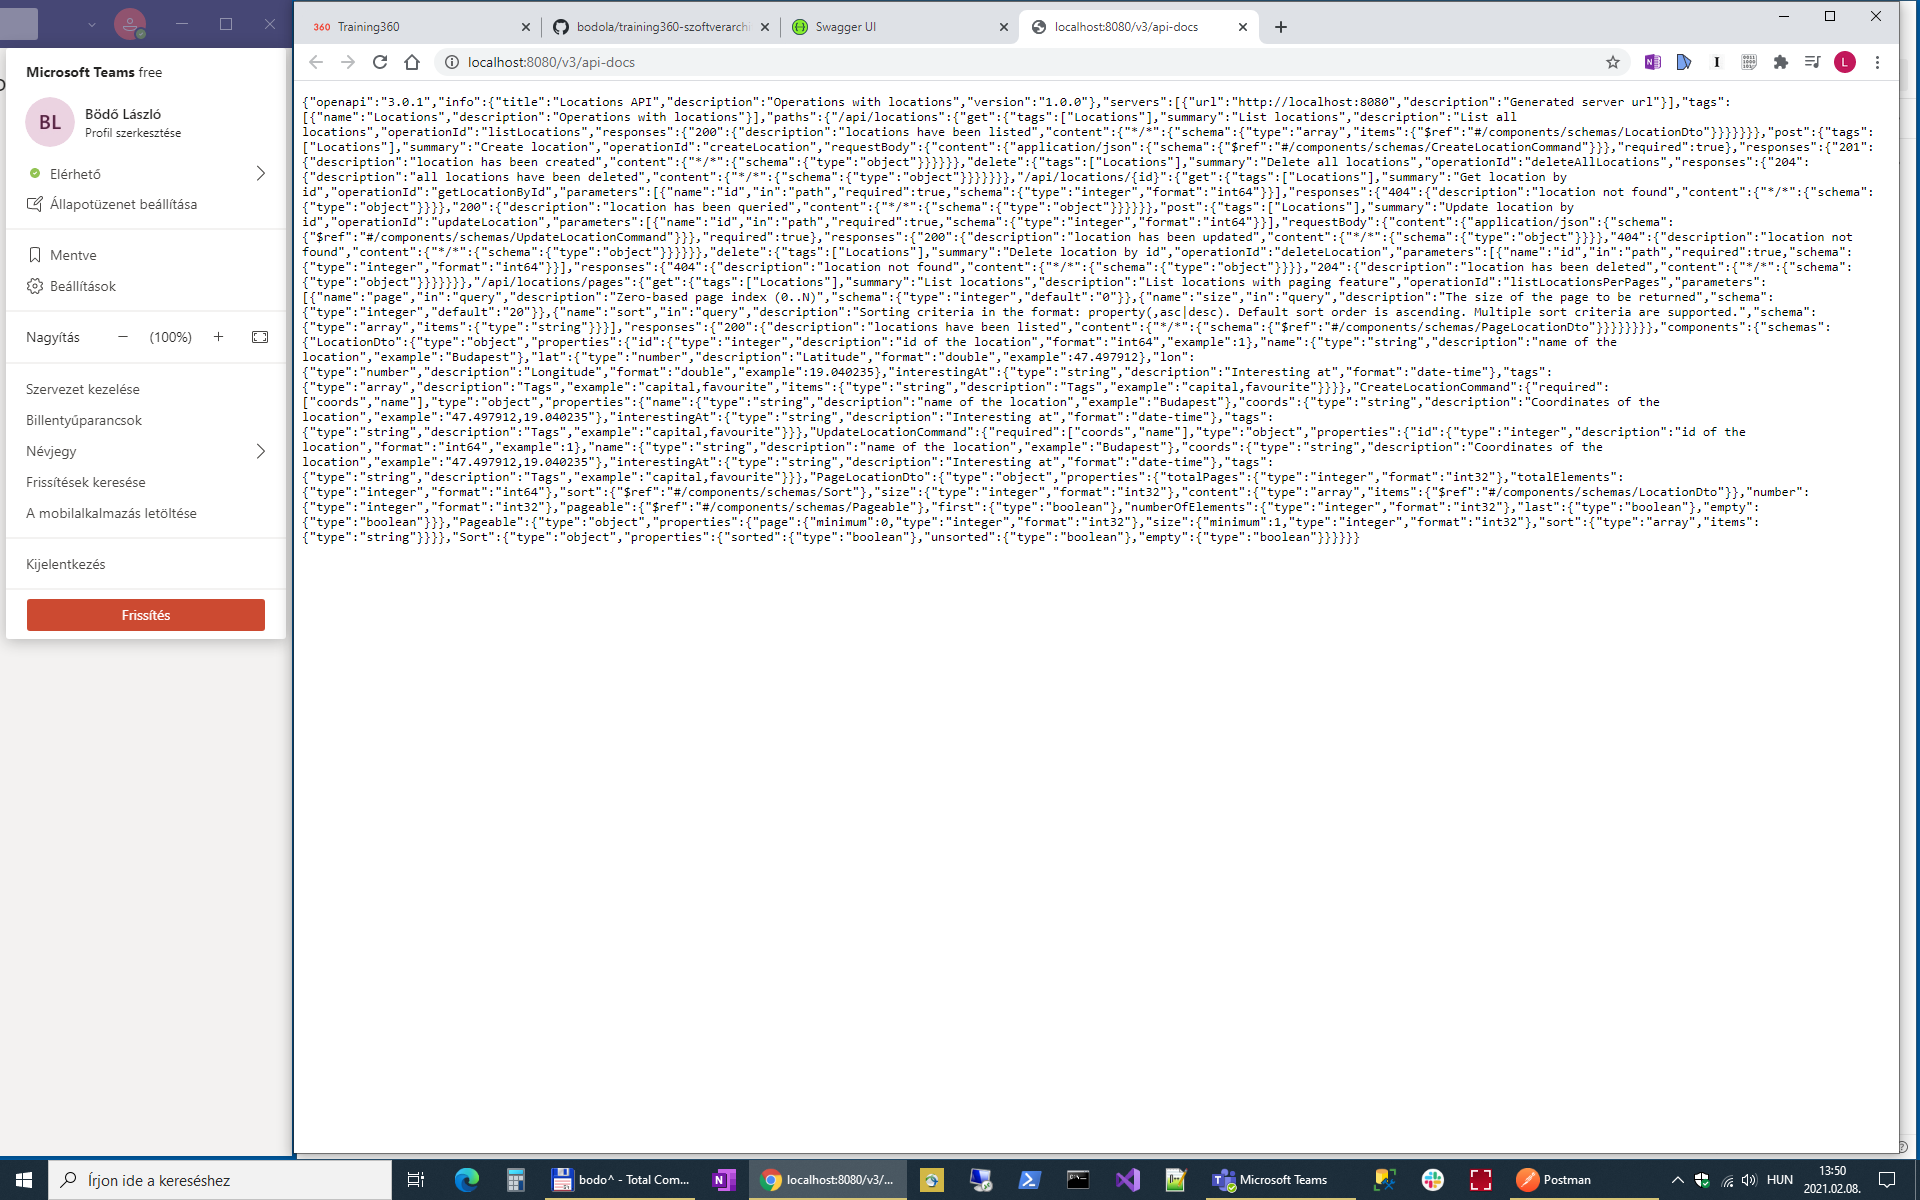 Microsoft Teams free
BL
Bödő László
Profil szerkesztése
Elérhető
Állapotüzenet beállítása
Mentve
Beállítások
Nagyítás
(100%)
Szervezet kezelése
Billentyűparancsok
Névjegy
Frissítések keresése
A mobilalkalmazás letöltése
Kijelentkezés
Frissítés
360 Training360
bodola/training360-szoftverarchi
Swagger UI
localhost:8080/v3/api-docs
localhost:8080/v3/api-docs
L
{"openapi":"3.0.1","info":{"title":"Locations API","description":"Operations with locations","version":"1.0.0"},"servers":[{"url":"http://localhost:8080","description":"Generated server url"}],"tags":
[{"name":"Locations","description":"Operations with locations"}],"paths":{"/api/locations":{"get":{"tags":["Locations"],"summary":"List locations","description":"List all
locations","operationId":"listLocations","responses":{"200":{"description":"locations have been listed","content":{"*/*":{"schema":{"type":"array","items":{"$ref":"#/components/schemas/LocationDto"}}}}}}},"post":{"tags":
["Locations"],"summary":"Create location","operationId":"createLocation","requestBody":{"content":{"application/json":{"schema":{"$ref":"#/components/schemas/CreateLocationCommand"}}},"required":true},"responses":{"201":
{"description":"location has been created","content":{"*/*":{"schema":{"type":"object"}}}}}},"delete":{"tags":["Locations"],"summary":"Delete all locations","operationId":"deleteAllLocations","responses":{"204":
{"description":"all locations have been deleted","content":{"*/*":{"schema":{"type":"object"}}}}}}},"/api/locations/{id}":{"get":{"tags":["Locations"],"summary":"Get location by
id","operationId":"getLocationById","parameters":[{"name":"id","in":"path","required":true,"schema":{"type":"integer","format":"int64"}}],"responses":{"404":{"description":"location not found","content":{"*/*":{"schema":
{"type":"object"}}}},"200":{"description":"location has been queried","content":{"*/*":{"schema":{"type":"object"}}}}}},"post":{"tags":["Locations"],"summary":"Update location by
id","operationId":"updateLocation","parameters":[{"name":"id","in":"path","required":true,"schema":{"type":"integer","format":"int64"}}],"requestBody":{"content":{"application/json":{"schema":
{"$ref":"#/components/schemas/UpdateLocationCommand"}}},"required":true},"responses":{"200":{"description":"location has been updated","content":{"*/*":{"schema":{"type":"object"}}}},"404":{"description":"location not
found","content":{"*/*":{"schema":{"type":"object"}}}}}},"delete":{"tags":["Locations"],"summary":"Delete location by id","operationId":"deleteLocation","parameters":[{"name":"id","in":"path","required":true,"schema":
{"type":"integer","format":"int64"}}],"responses":{"404":{"description":"location not found","content":{"*/*":{"schema":{"type":"object"}}}},"204":{"description":"location has been deleted","content":{"*/*":{"schema":
{"type":"object"}}}}}}},"/api/locations/pages":{"get":{"tags":["Locations"],"summary":"List locations","description":"List locations with paging feature","operationId":"listLocationsPerPages","parameters":
[{"name":"page","in":"query","description":"Zero-based page index (0..N)","schema":{"type":"integer","default":"0"}},{"name":"size","in":"query","description":"The size of the page to be returned","schema":
{"type":"integer","default":"20"}},{"name":"sort","in":"query","description":"Sorting criteria in the format: property(,asc|desc). Default sort order is ascending. Multiple sort criteria are supported.","schema":
{"type":"array","items":{"type":"string"}}}],"responses":{"200":{"description":"locations have been listed","content":{"*/*":{"schema":{"$ref":"#/components/schemas/PageLocationDto"}}}}}}}},"components":{"schemas":
{"LocationDto":{"type":"object","properties":{"id":{"type":"integer","description":"id of the location","format":"int64","example":1},"name":{"type":"string","description":"name of the
location","example":"Budapest"},"lat":{"type":"number","description":"Latitude","format":"double","example":47.497912},"lon":
{"type":"number","description":"Longitude","format":"double","example":19.040235},"interestingAt":{"type":"string","description":"Interesting at","format":"date-time"},"tags":
{"type":"array","description":"Tags","example":"capital,favourite","items":{"type":"string","description":"Tags","example":"capital,favourite"}}}},"CreateLocationCommand":{"required":
["coords","name"],"type":"object","properties":{"name":{"type":"string","description":"name of the location","example":"Budapest"},"coords":{"type":"string","description":"Coordinates of the
location","example":"47.497912,19.040235"},"interestingAt":{"type":"string","description":"Interesting at","format":"date-time"},"tags":
{"type":"string","description":"Tags","example":"capital,favourite"}}},"UpdateLocationCommand":{"required":["coords","name"],"type":"object","properties":{"id":{"type":"integer","description":"id of the
location","format":"int64","example":1},"name":{"type":"string","description":"name of the location","example":"Budapest"},"coords":{"type":"string","description":"Coordinates of the
location","example":"47.497912,19.040235"},"interestingAt":{"type":"string","description":"Interesting at","format":"date-time"},"tags":
{"type":"string","description":"Tags","example":"capital,favourite"}}},"PageLocationDto":{"type":"object","properties":{"totalPages":{"type":"integer","format":"int32"},"totalElements":
{"type":"integer","format":"int64"},"sort":{"$ref":"#/components/schemas/Sort"},"size":{"type":"integer","format":"int32"},"content":{"type":"array","items":{"$ref":"#/components/schemas/LocationDto"}},"number":
{"type":"integer","format":"int32"},"pageable":{"$ref":"#/components/schemas/Pageable"},"first":{"type":"boolean"},"numberOfElements":{"type":"integer","format":"int32"},"last":{"type":"boolean"},"empty":
{"type":"boolean"}}},"Pageable":{"type":"object","properties":{"page":{"minimum":0,"type":"integer","format":"int32"},"size":{"minimum":1,"type":"integer","format":"int32"},"sort":{"type":"array","items":
{"type":"string"}}}},"Sort":{"type":"object","properties":{"sorted":{"type":"boolean"},"unsorted":{"type":"boolean"},"empty":{"type":"boolean"}}}}}}
Írjon ide a kereséshez
bodo^ - Total Com...
localhost:8080/v3/...
Microsoft Teams
Postman
HUN
13:50
2021.02.08.